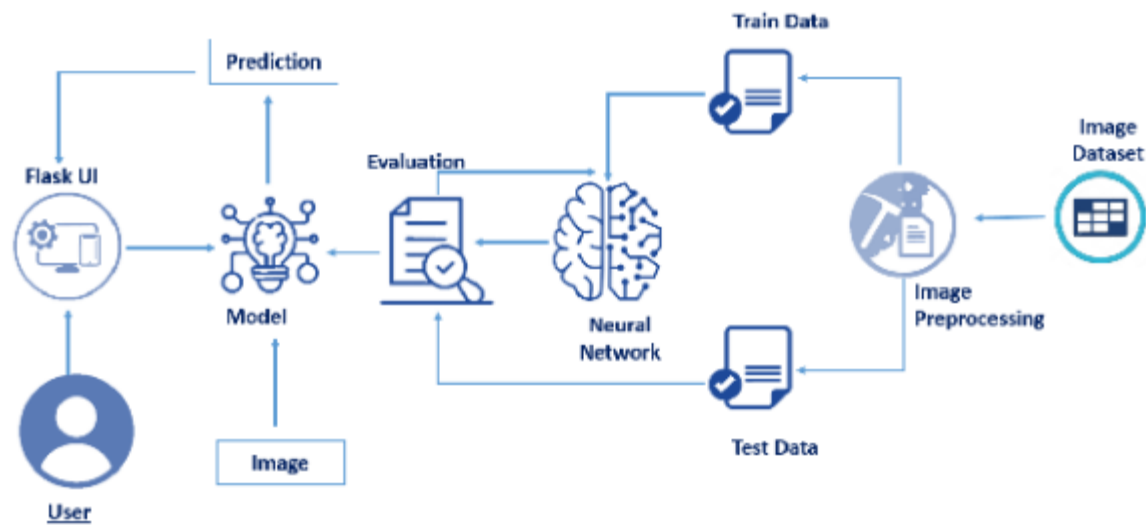 Train Data
Prediction
Image
Dataset
Evaluation
Flask UI
Image
Preprocessing
Model
Neural
Network
Test Data
Image
User